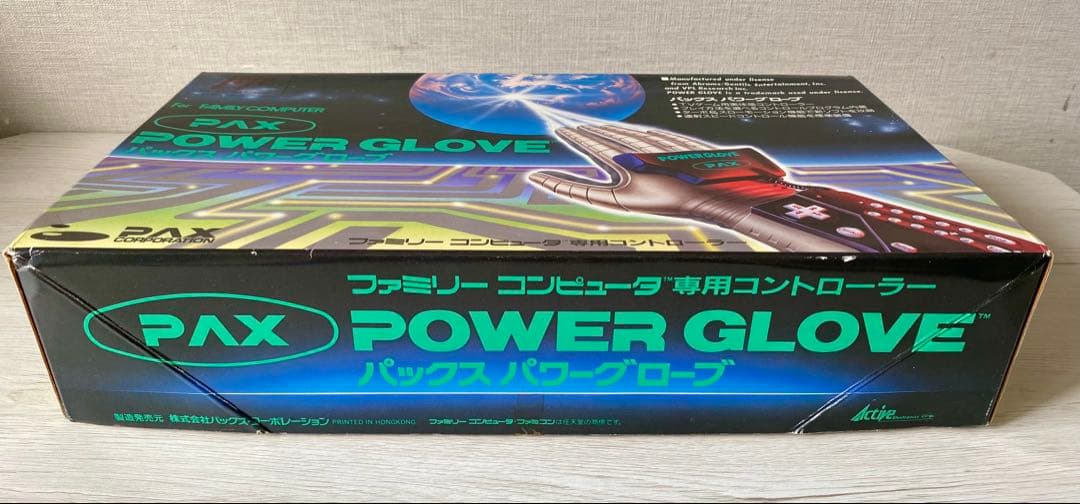 For FAMILY COMPUTER
PAX
POWER GLOVE
パックス パワーグローブ
PAX
CORPORATION
■Manufactured under license
from Abrams/Gentile Entertainment, Inc.
and VPL Research Inc.
POWER GLOVE is a trademark used under license.
パックス パワーグローブ
POWER GLOVE
PAX
ファミリー コンピュータ™専用コントローラー
ファミリー コンピュータ™専用コントローラー
PAX
POWER GLOVE™
パックス パワーグローブ
製造発売元 株式会社パックス・コーポレーション PRINTED IN HONGKONG ファミリー コンピュータ・ファミコンは任天堂の商標です。
Active